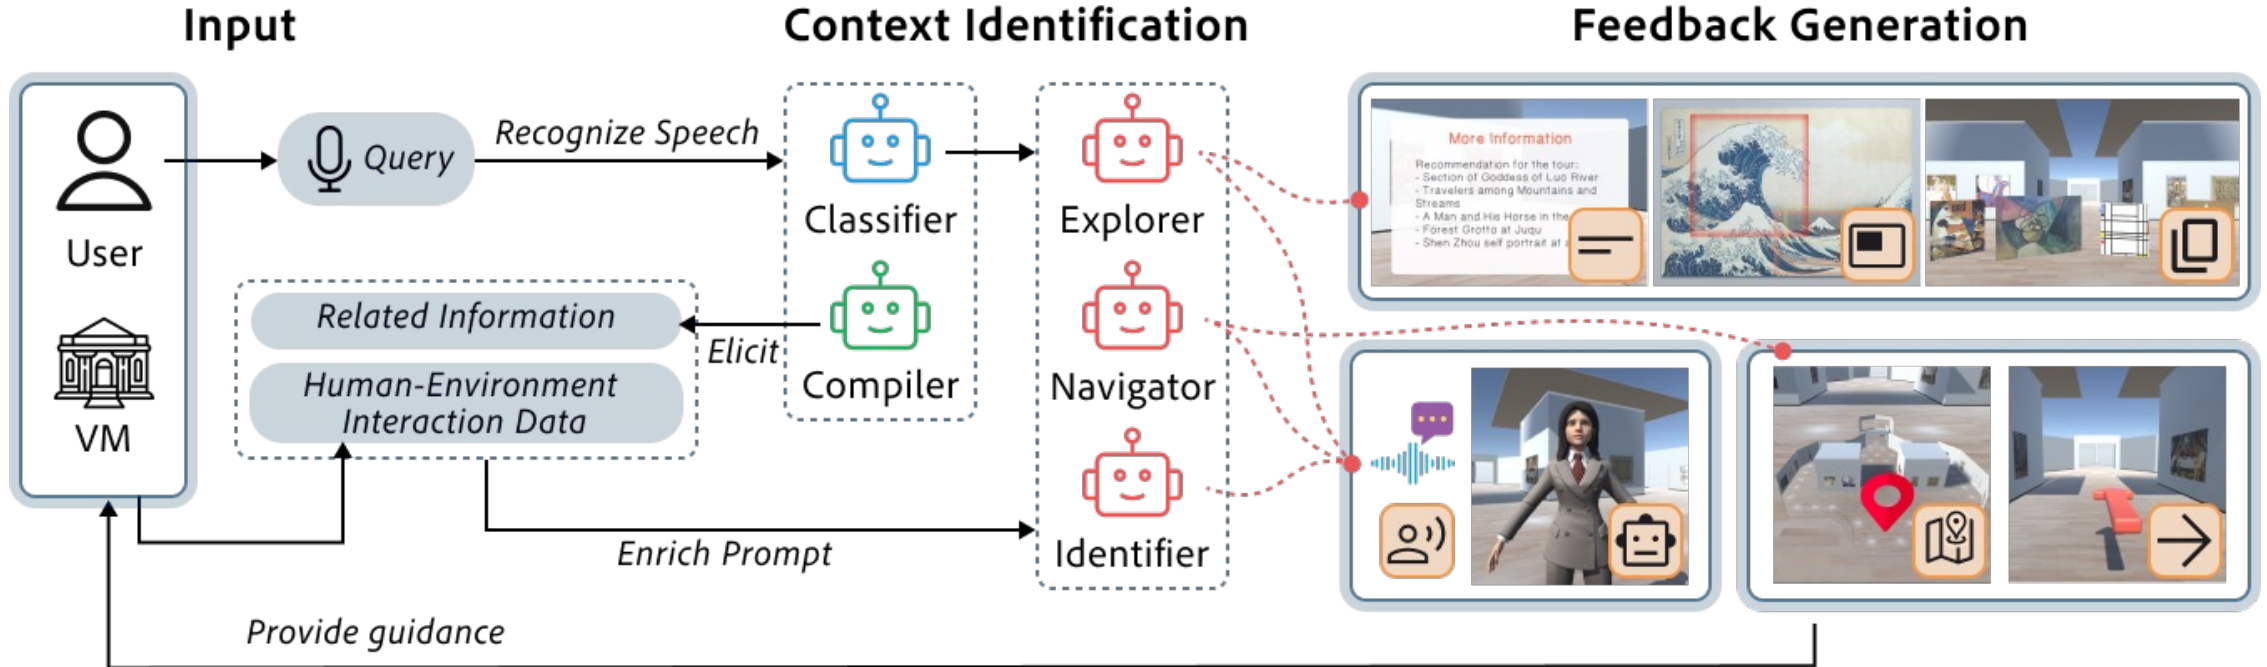 Input
Context Identification
Feedback Generation
User
VM
Query
Recognize Speech
Classifier
Compiler
Elicit
Related Information
Human-Environment
Interaction Data
Enrich Prompt
Explorer
Navigator
Identifier
More Information
Recommendation for the tour:
- Section of Goddess of Luo River
- Travelers among Mountains and
Streams
- A Man and His Horse in the
- Forest Grotto at Juqu
- Shen Zhou self portrait at
Provide guidance